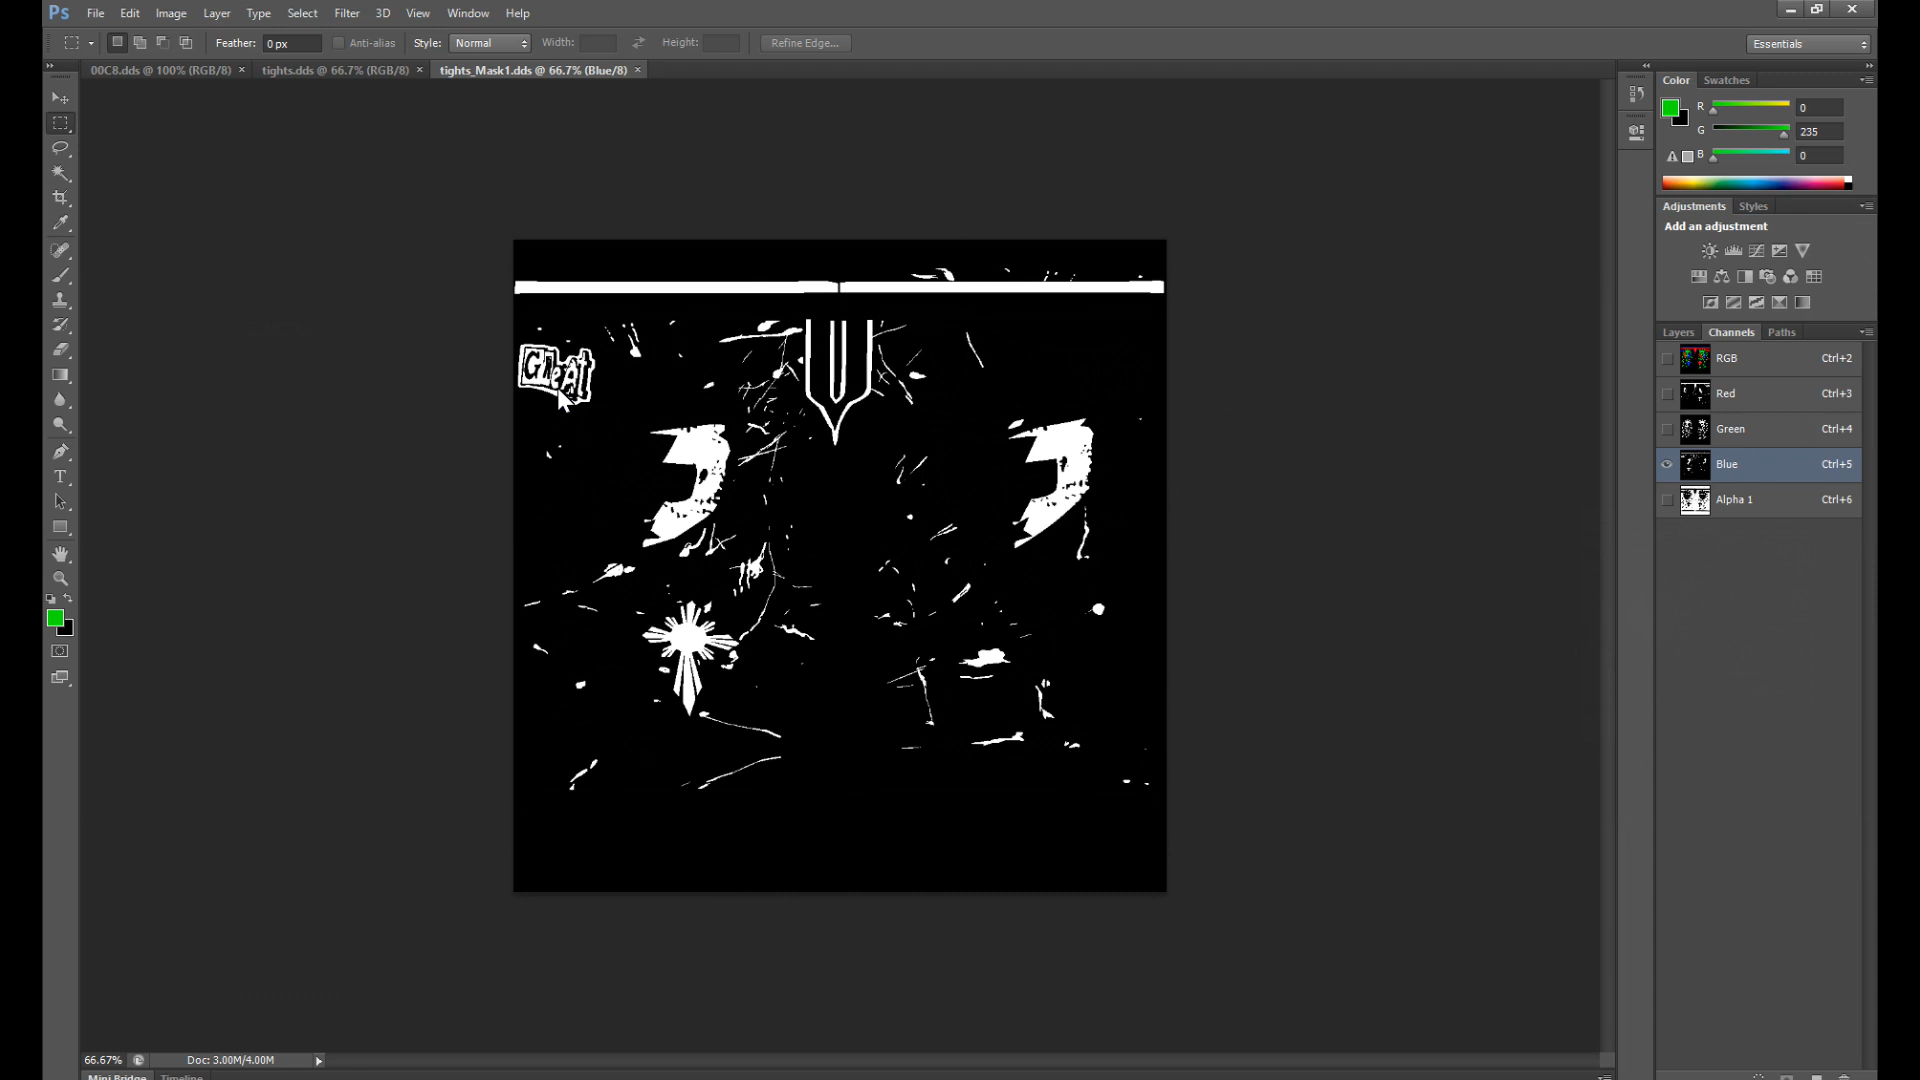 Ps File Edit Image Layer Type Select Filter 3D View Window Help
Feather: 0 px Anti-alias Style: Normal Width: Height: Refine Edge... Essentials
00C8.dds @ 100% (RGB/8) × tights.dds @ 66.7% (RGB/8) × tights_Mask1.dds @ 66.7% (Blue/8) ×
Color Swatches
R 0
G 235
B 0
Adjustments Styles
Add an adjustment
Layers Channels Paths
RGB Ctrl+2
Red Ctrl+3
Green Ctrl+4
Blue Ctrl+5
Alpha 1 Ctrl+6
T
66.67% Doc: 3.00M/4.00M
Mini Bridge Timeline